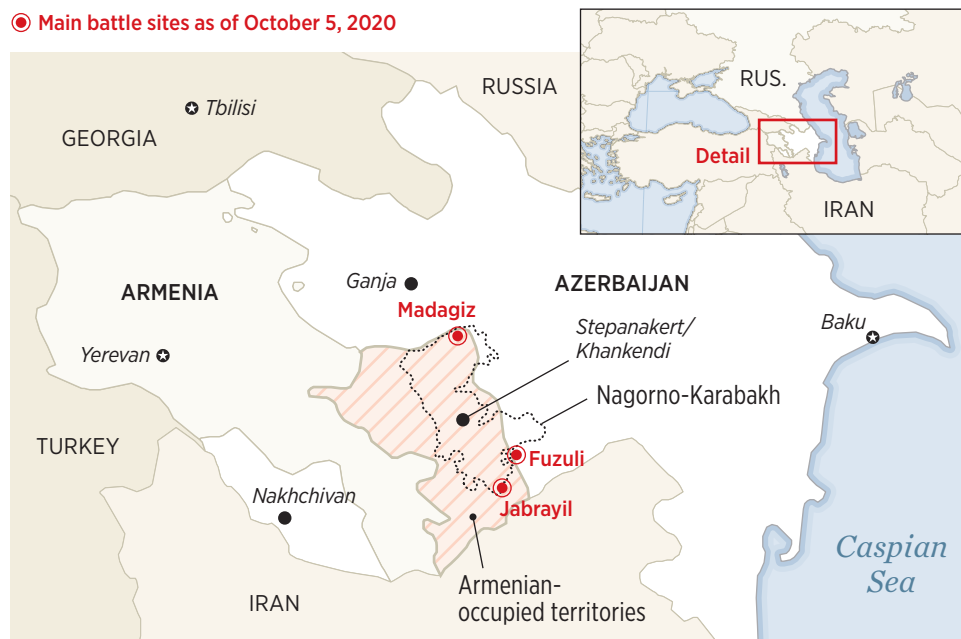 Main battle sites as of October 5, 2020
RUSSIA
RUS.
Tbilisi
GEORGIA
Detail
IRAN
Ganja
AZERBAIJAN
ARMENIA
Madagiz
Stepanakert/
Khankendi
Baku
Yerevan
Nagorno-Karabakh
TURKEY
Fuzuli
Nakhchivan
Jabrayil
Caspian
Sea
Armenian-
occupied territories
IRAN